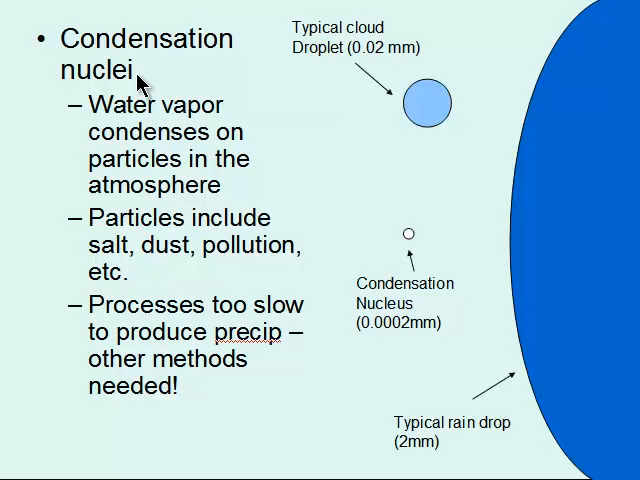 • Condensation
nuclei
– Water vapor
condenses on
particles in the
atmosphere
– Particles include
salt, dust, pollution,
etc.
– Processes too slow
to produce precip –
other methods
needed!
Typical cloud
Droplet (0.02 mm)
Condensation
Nucleus
(0.0002mm)
Typical rain drop
(2mm)